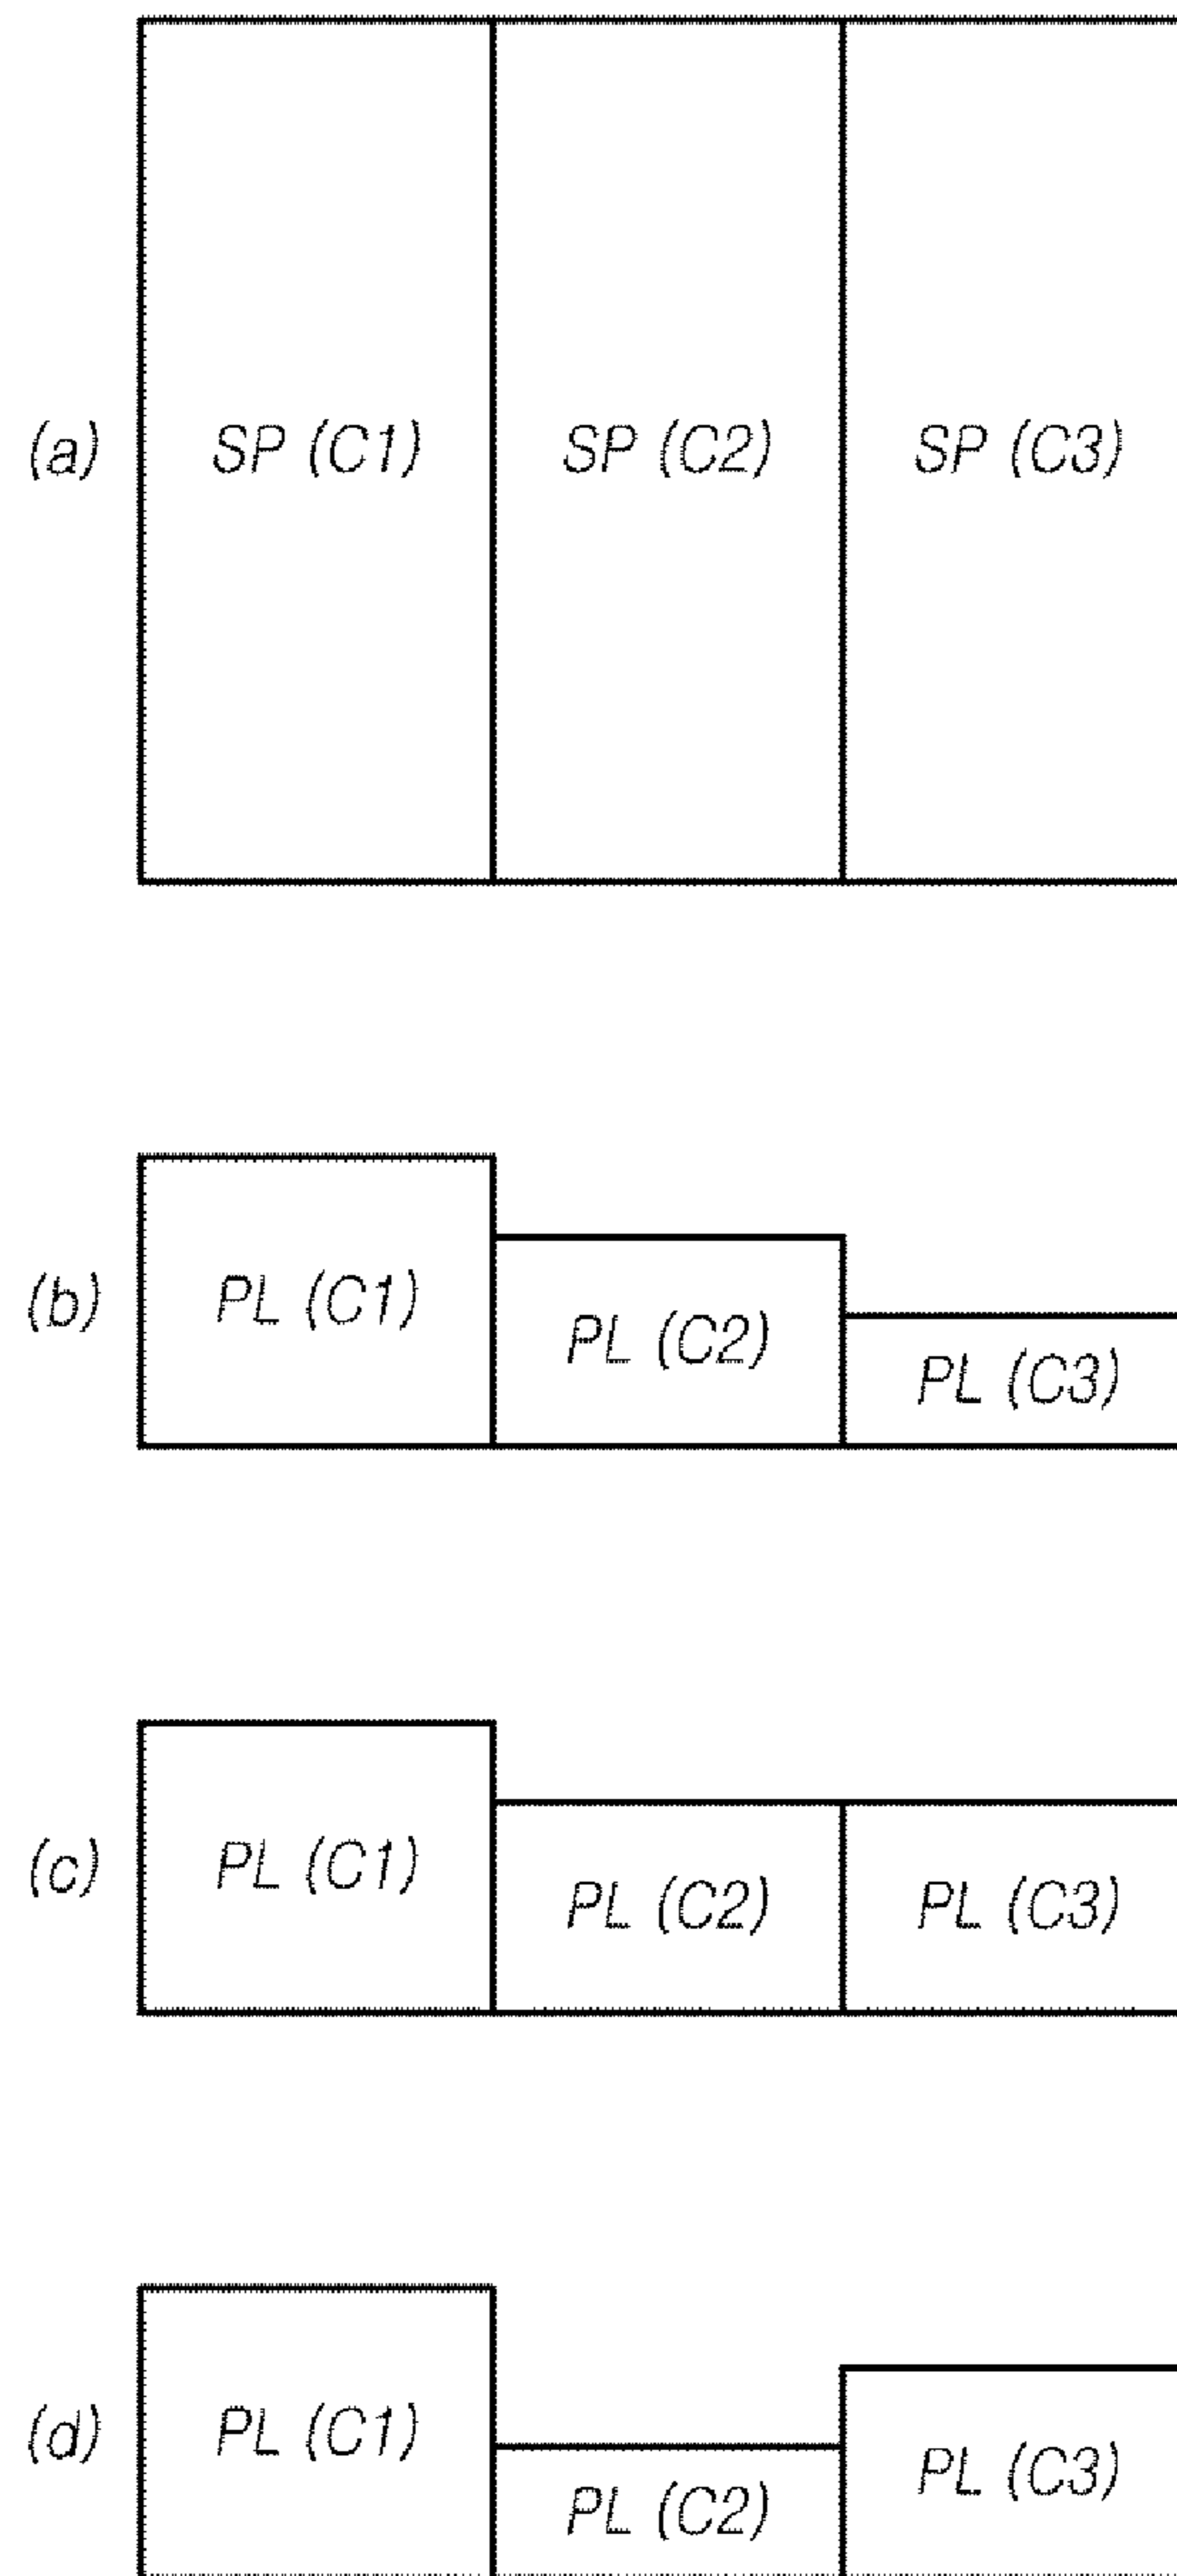 (a) SP (C1) SP (C2) SP (C3)
(b) PL (C1) PL (C2) PL (C3)
(c) PL (C1) PL (C2) PL (C3)
(d) PL (C1) PL (C2) PL (C3)